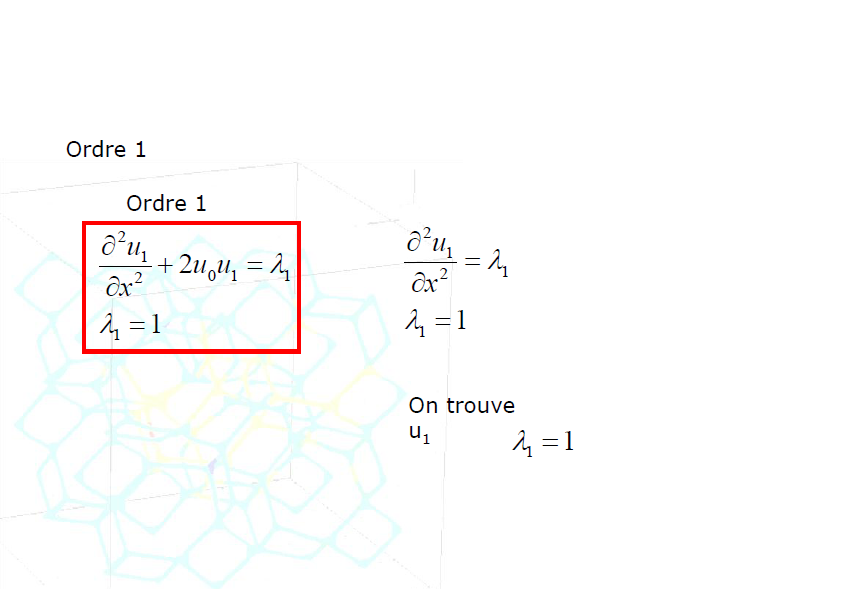 Ordre 1
Ordre 1
∂²u₁/∂x² + 2u₀u₁ = λ₁
λ₁ = 1
∂²u₁/∂x² = λ₁
λ₁ = 1
On trouve
u₁
λ₁ = 1